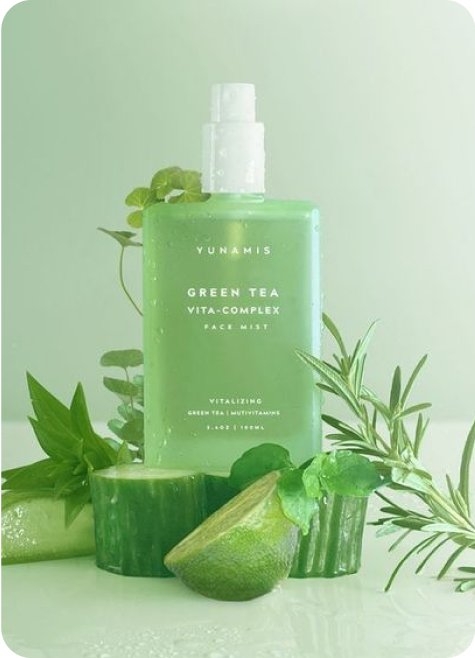 YUNAMIS
GREEN TEA
VITA-COMPLEX
FACE MIST
VITALIZING
GREEN TEA | MUTIVITAMINS
3.4OZ | 100ML